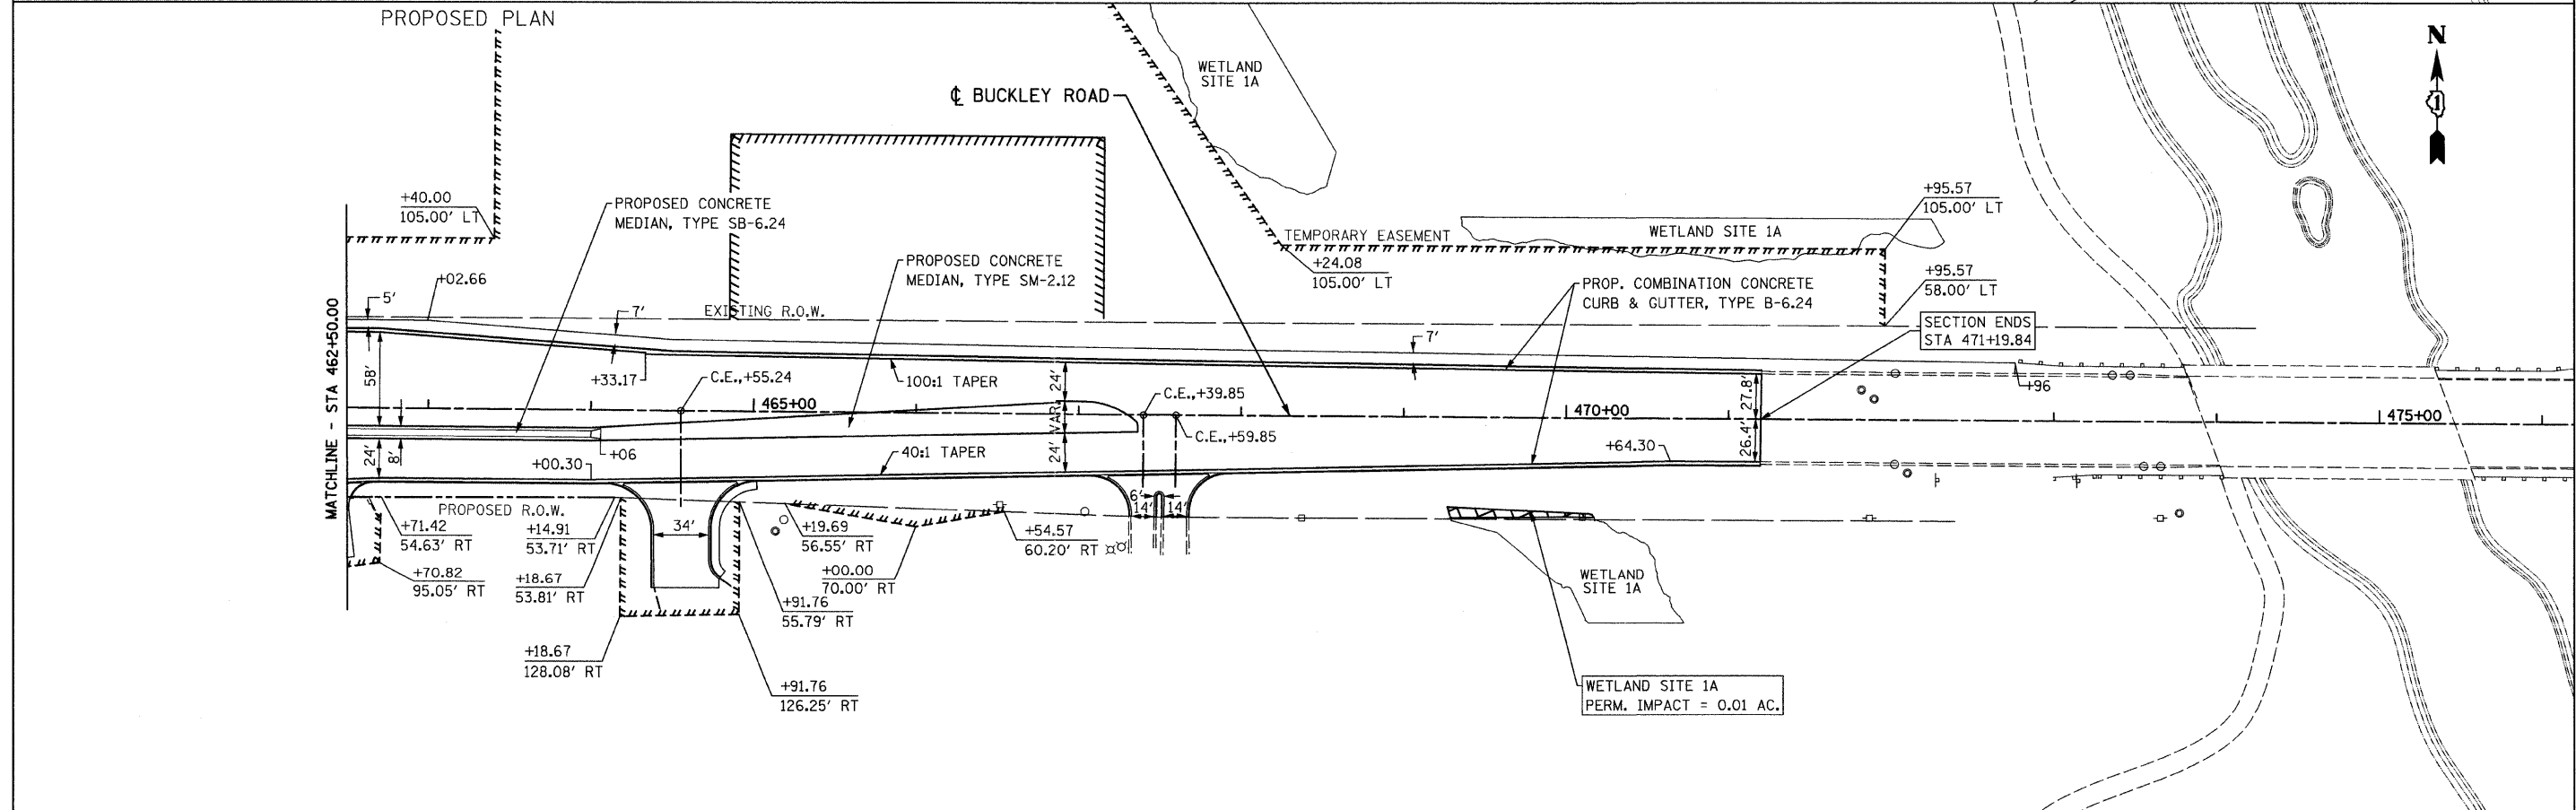 PROPOSED PLAN
N
1
WETLAND
SITE 1A
℄ BUCKLEY ROAD
+40.00
105.00' LT
PROPOSED CONCRETE
MEDIAN, TYPE SB-6.24
+95.57
105.00' LT
TEMPORARY EASEMENT
WETLAND SITE 1A
PROPOSED CONCRETE
MEDIAN, TYPE SM-2.12
+24.08
105.00' LT
+95.57
58.00' LT
PROP. COMBINATION CONCRETE
CURB & GUTTER, TYPE B-6.24
+02.66
5'
7'
EXISTING R.O.W.
SECTION ENDS
STA 471+19.84
7'
MATCHLINE - STA 462+50.00
58'
+33.17
C.E.,+55.24
100:1 TAPER
24'
C.E.,+39.85
27.8'
+96
465+00
VAR.
470+00
475+00
C.E.,+59.85
24'
8'
+06
40:1 TAPER
24'
+64.30
26.4'
+00.30
6'
14'
14'
PROPOSED R.O.W.
34'
+71.42
54.63' RT
+14.91
53.71' RT
+19.69
56.55' RT
+54.57
60.20' RT
+70.82
95.05' RT
+18.67
53.81' RT
+00.00
70.00' RT
WETLAND
SITE 1A
+91.76
55.79' RT
+18.67
128.08' RT
+91.76
126.25' RT
WETLAND SITE 1A
PERM. IMPACT = 0.01 AC.